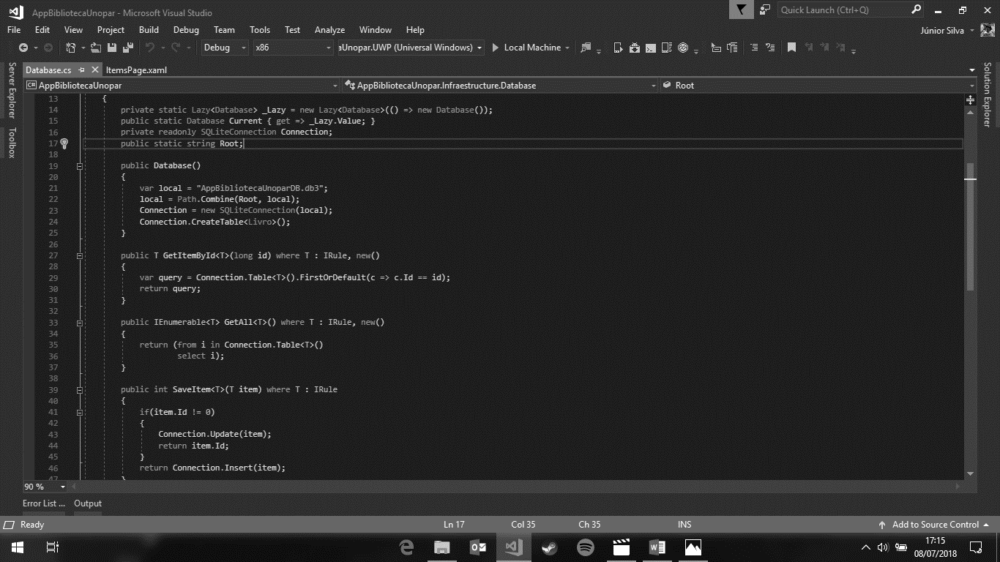 AppBibliotecaUnopar - Microsoft Visual Studio
Quick Launch (Ctrl+Q)
File Edit View Project Build Debug Team Tools Test Analyze Window Help
Júnior Silva
Debug x86 aUnopar.UWP (Universal Windows) Local Machine
Server Explorer
Toolbox
Solution Explorer
Database.cs ItemsPage.xaml
C# AppBibliotecaUnopar AppBibliotecaUnopar.Infraestructure.Database Root
13 {
14 private static Lazy<Database> _Lazy = new Lazy<Database>(() => new Database());
15 public static Database Current { get => _Lazy.Value; }
16 private readonly SQLiteConnection Connection;
17 public static string Root;
18
19 public Database()
20 {
21 var local = "AppBibliotecaUnoparDB.db3";
22 local = Path.Combine(Root, local);
23 Connection = new SQLiteConnection(local);
24 Connection.CreateTable<Livro>();
25 }
26
27 public T GetItemById<T>(long id) where T : IRule, new()
28 {
29 var query = Connection.Table<T>().FirstOrDefault(c => c.Id == id);
30 return query;
31 }
32
33 public IEnumerable<T> GetAll<T>() where T : IRule, new()
34 {
35 return (from i in Connection.Table<T>()
36 select i);
37 }
38
39 public int SaveItem<T>(T item) where T : IRule
40 {
41 if(item.Id != 0)
42 {
43 Connection.Update(item);
44 return item.Id;
45 }
46 return Connection.Insert(item);
47 }
90 %
Error List ... Output
Ready Ln 17 Col 35 Ch 35 INS Add to Source Control
17:15
08/07/2018